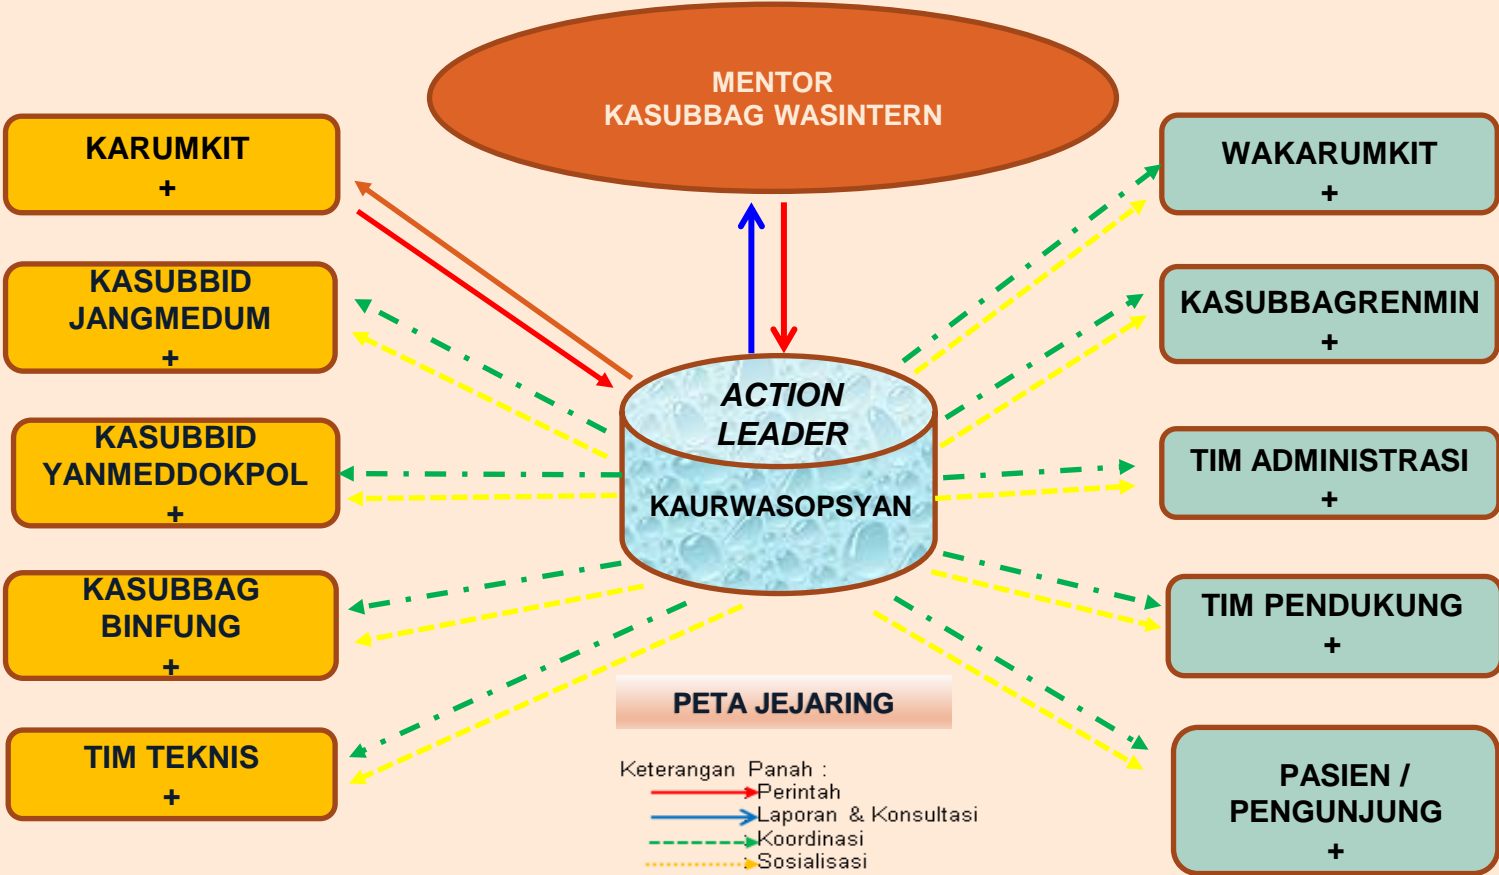 MENTOR
KASUBBAG WASINTERN
KARUMKIT
+
KASUBBID
JANGMEDUM
+
KASUBBID
YANMEDDOKPOL
+
KASUBBAG
BINFUNG
+
TIM TEKNIS
+
ACTION
LEADER
KAURWASOPSYAN
WAKARUMKIT
+
KASUBBAGRENMIN
+
TIM ADMINISTRASI
+
TIM PENDUKUNG
+
PASIEN /
PENGUNJUNG
+
PETA JEJARING
Keterangan Panah :
: Perintah
: Laporan & Konsultasi
: Koordinasi
: Sosialisasi